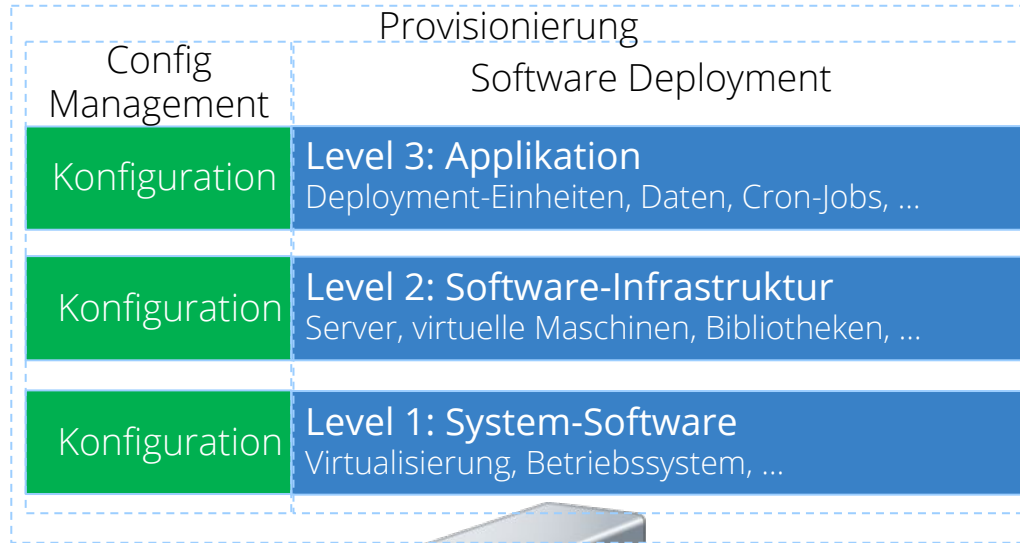 Provisionierung
Config
Management
Software Deployment
Konfiguration
Level 3: Applikation
Deployment-Einheiten, Daten, Cron-Jobs, ...
Konfiguration
Level 2: Software-Infrastruktur
Server, virtuelle Maschinen, Bibliotheken, ...
Konfiguration
Level 1: System-Software
Virtualisierung, Betriebssystem, ...